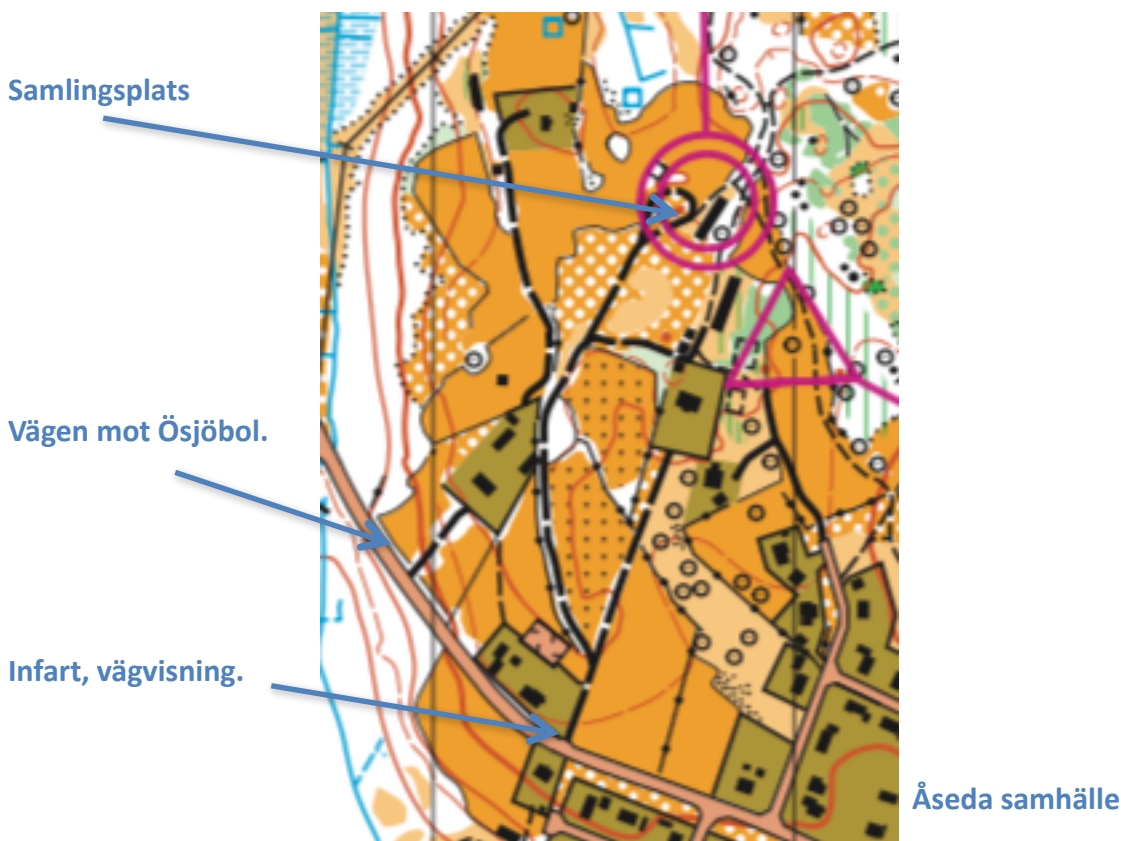 Samlingsplats
Vägen mot Ösjöbol.
Infart, vägvisning.
Åseda samhälle